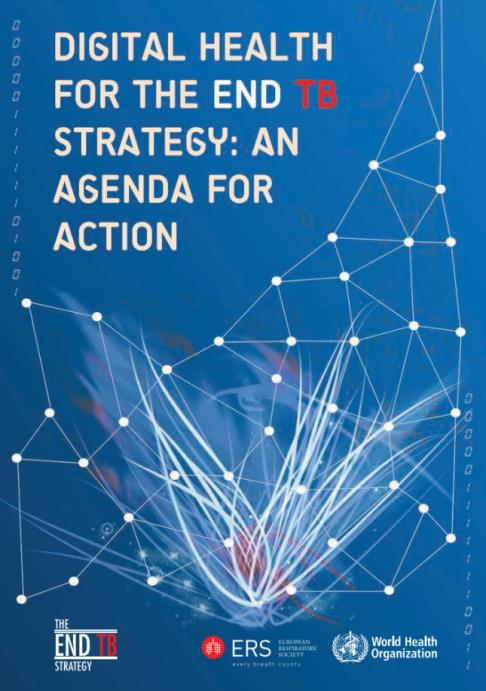 DIGITAL HEALTH
FOR THE END TB
STRATEGY: AN
AGENDA FOR
ACTION
THE
END TB
STRATEGY
ERS
every breath counts
EUROPEAN
RESPIRATORY
SOCIETY
World Health
Organization